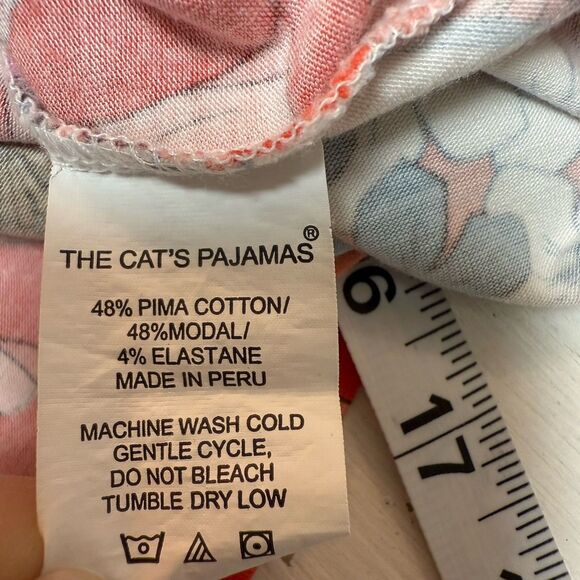 THE CAT'S PAJAMAS®
48% PIMA COTTON/
48%MODAL/
4% ELASTANE
MADE IN PERU
MACHINE WASH COLD
GENTLE CYCLE,
DO NOT BLEACH
TUMBLE DRY LOW
17